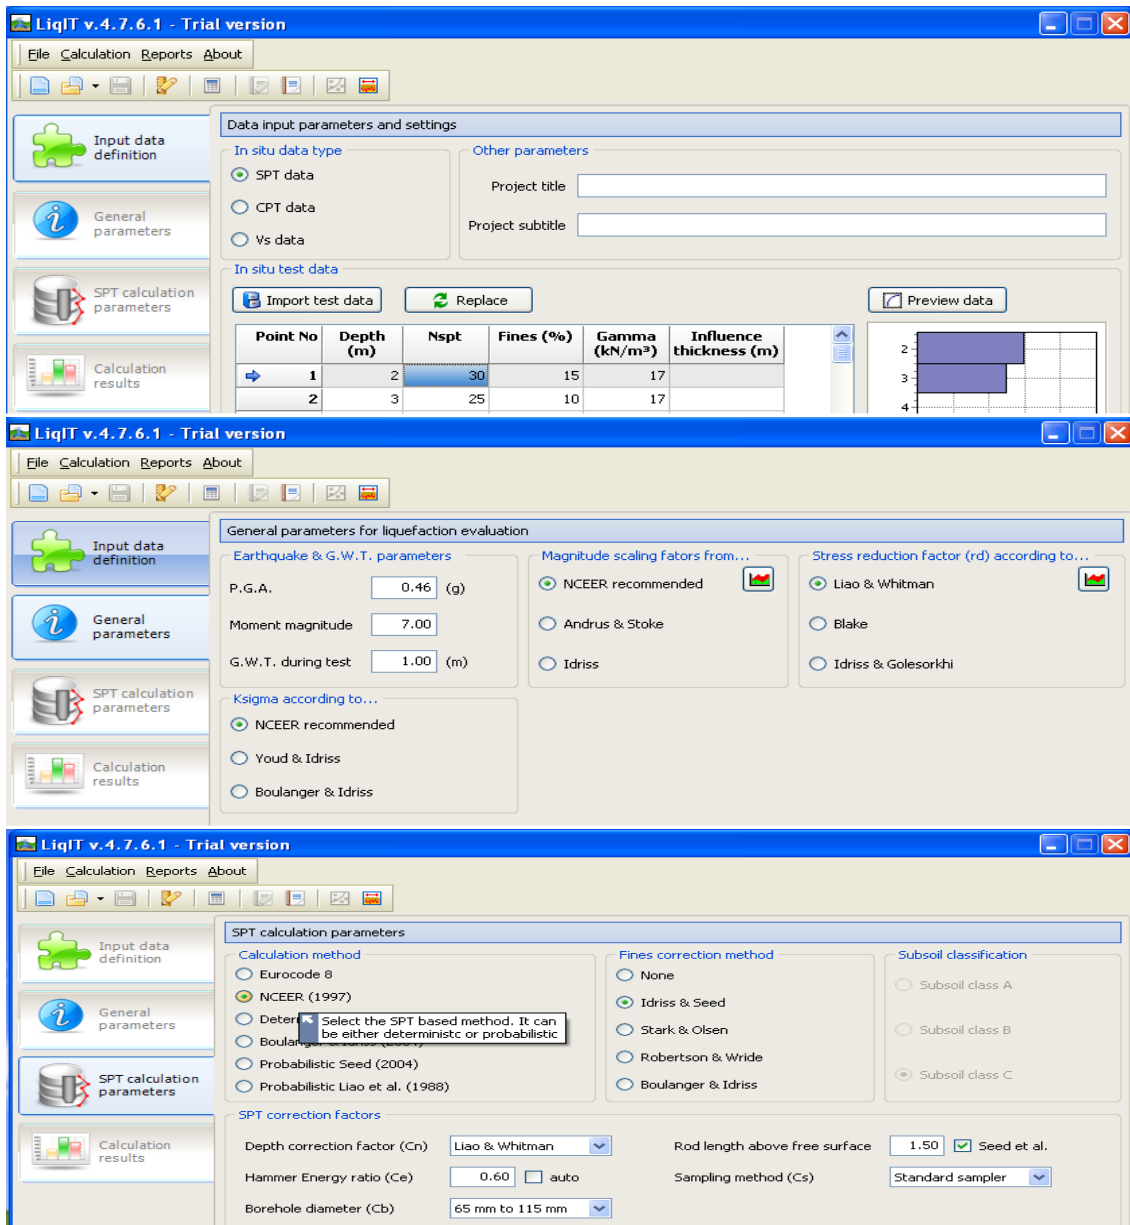 LiqIT v.4.7.6.1 - Trial version
File Calculation Reports About
Input data
definition
General
parameters
SPT calculation
parameters
Calculation
results
Data input parameters and settings
In situ data type
SPT data
CPT data
Vs data
Other parameters
Project title
Project subtitle
In situ test data
Import test data Replace Preview data
Point No Depth (m) Nspt Fines (%) Gamma (kN/m³) Influence thickness (m)
1 2 30 15 17
2 3 25 10 17
2
3
4
LiqIT v.4.7.6.1 - Trial version
File Calculation Reports About
Input data
definition
General
parameters
SPT calculation
parameters
Calculation
results
General parameters for liquefaction evaluation
Earthquake & G.W.T. parameters
P.G.A. 0.46 (g)
Moment magnitude 7.00
G.W.T. during test 1.00 (m)
Magnitude scaling fators from...
NCEER recommended
Andrus & Stoke
Idriss
Stress reduction factor (rd) according to...
Liao & Whitman
Blake
Idriss & Golesorkhi
Ksigma according to...
NCEER recommended
Youd & Idriss
Boulanger & Idriss
LiqIT v.4.7.6.1 - Trial version
File Calculation Reports About
Input data
definition
General
parameters
SPT calculation
parameters
Calculation
results
SPT calculation parameters
Calculation method
Eurocode 8
NCEER (1997)
Select the SPT based method. It can
be either deterministc or probabilistic
Probabilistic Seed (2004)
Probabilistic Liao et al. (1988)
Fines correction method
None
Idriss & Seed
Stark & Olsen
Robertson & Wride
Boulanger & Idriss
Subsoil classification
Subsoil class A
Subsoil class B
Subsoil class C
SPT correction factors
Depth correction factor (Cn) Liao & Whitman
Hammer Energy ratio (Ce) 0.60 auto
Borehole diameter (Cb) 65 mm to 115 mm
Rod length above free surface 1.50 Seed et al.
Sampling method (Cs) Standard sampler